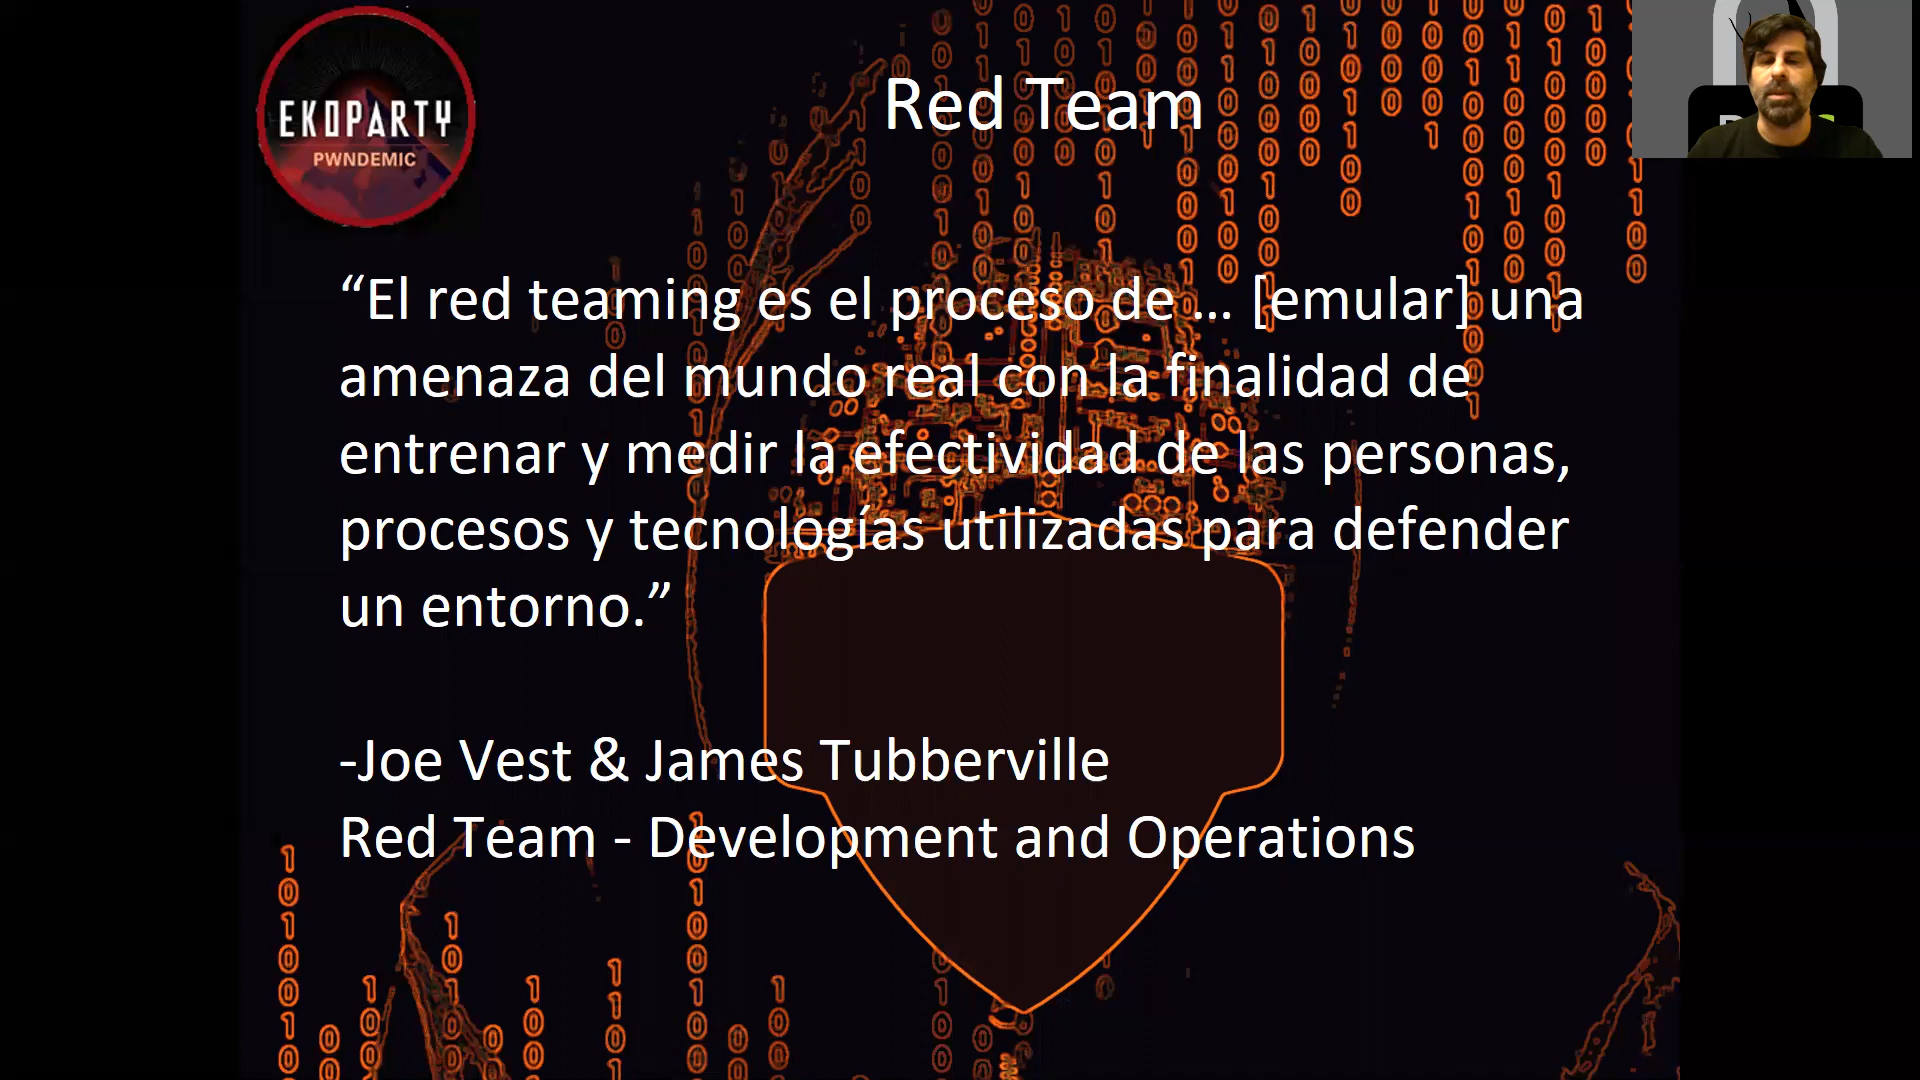 EKOPARTY
PWNDEMIC
Red Team
“El red teaming es el proceso de ... [emular] una
amenaza del mundo real con la finalidad de
entrenar y medir la efectividad de las personas,
procesos y tecnologías utilizadas para defender
un entorno.”
-Joe Vest & James Tubberville
Red Team - Development and Operations